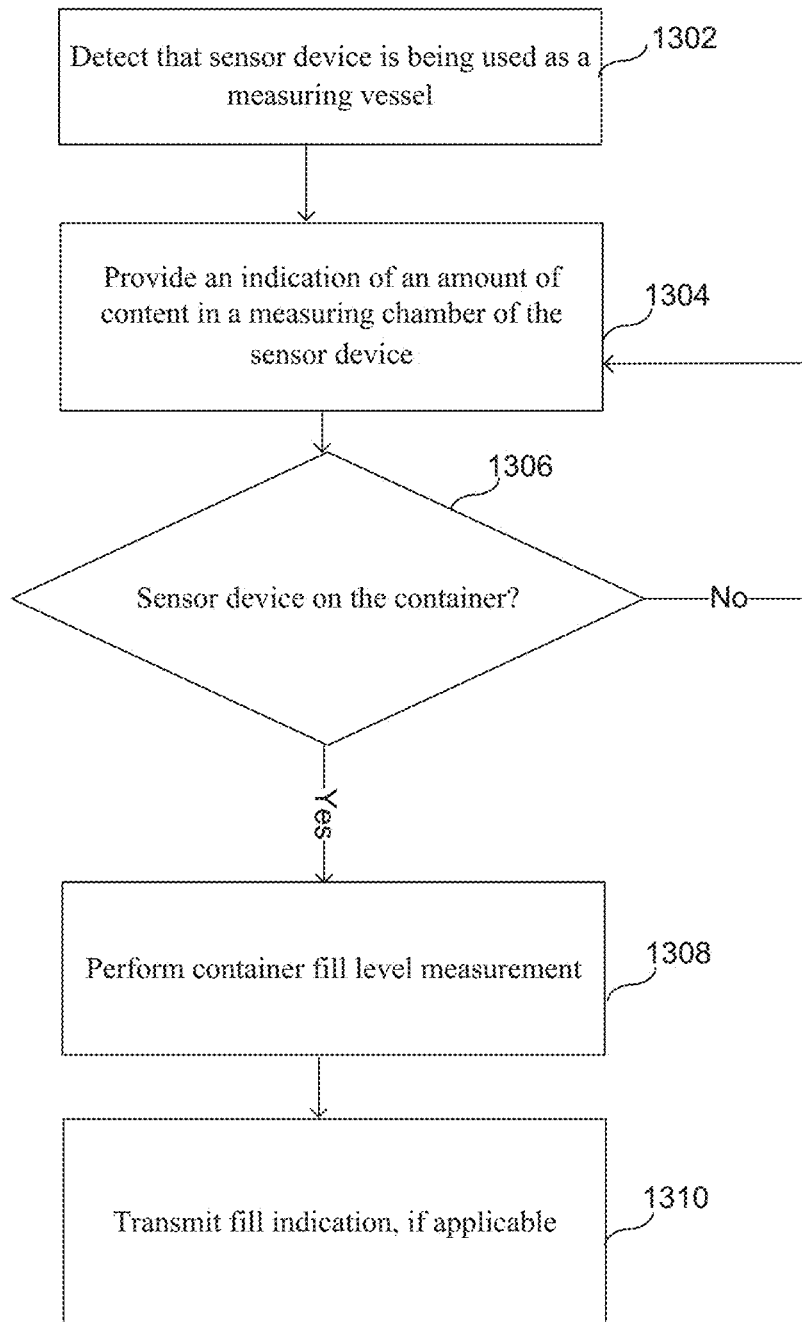 Detect that sensor device is being used as a
measuring vessel
1302
Provide an indication of an amount of
content in a measuring chamber of the
sensor device
1304
1306
Sensor device on the container?
No
Yes
Perform container fill level measurement
1308
Transmit fill indication, if applicable
1310